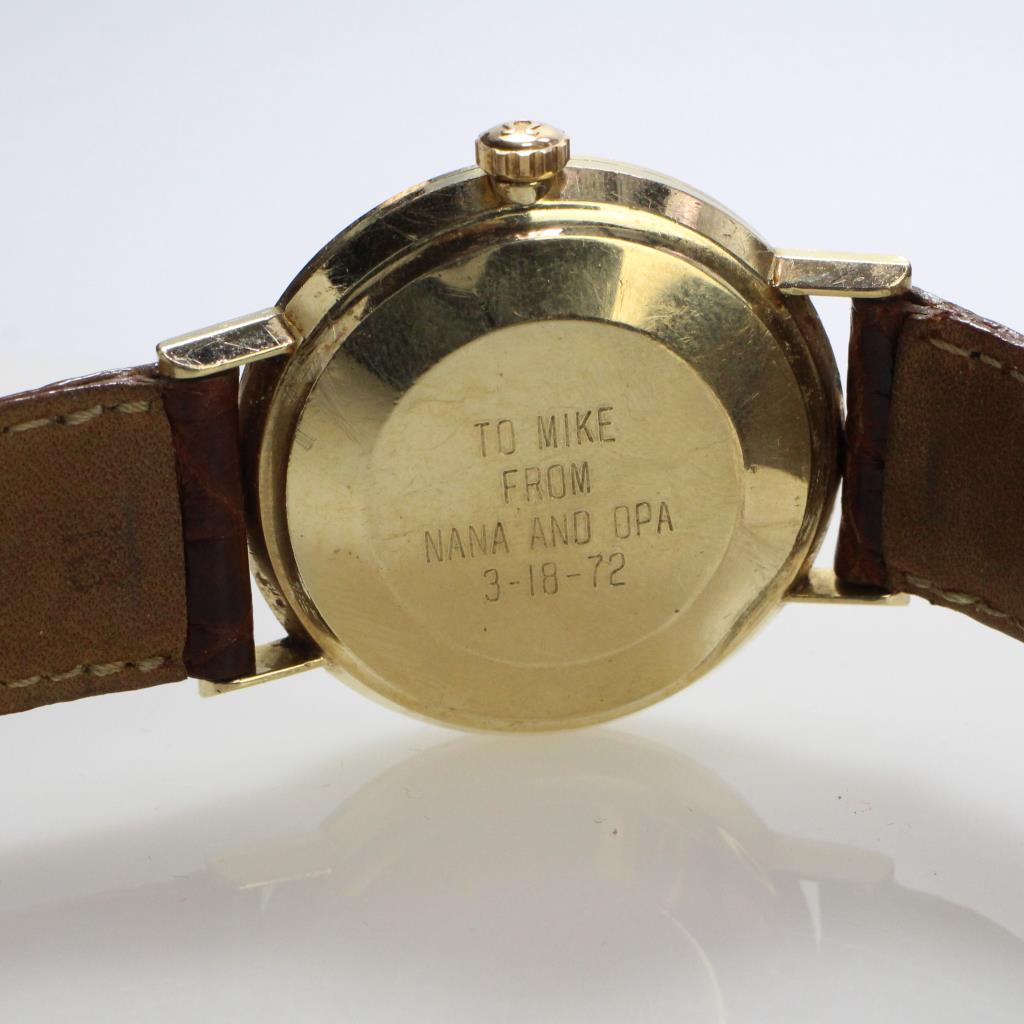 TO MIKE
FROM
NANA AND OPA
3-18-72